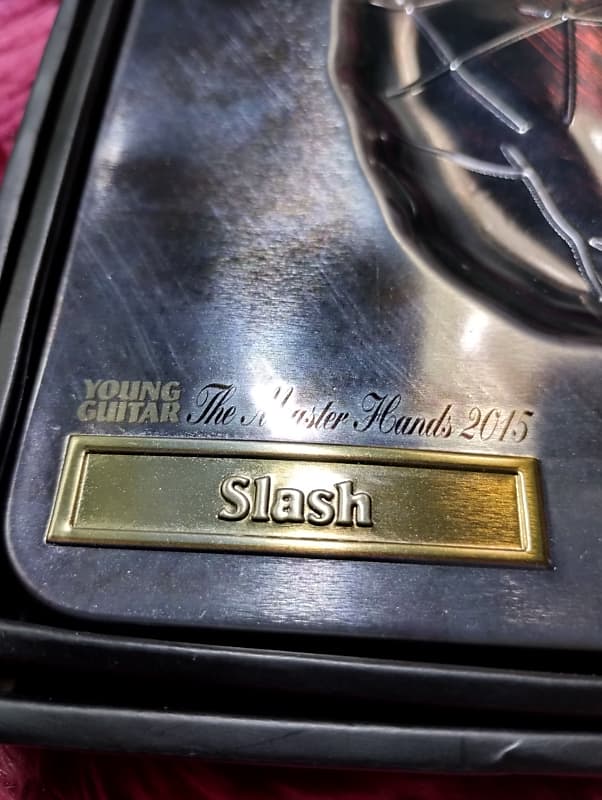 YOUNG
GUITAR The Master Hands 2015
Slash